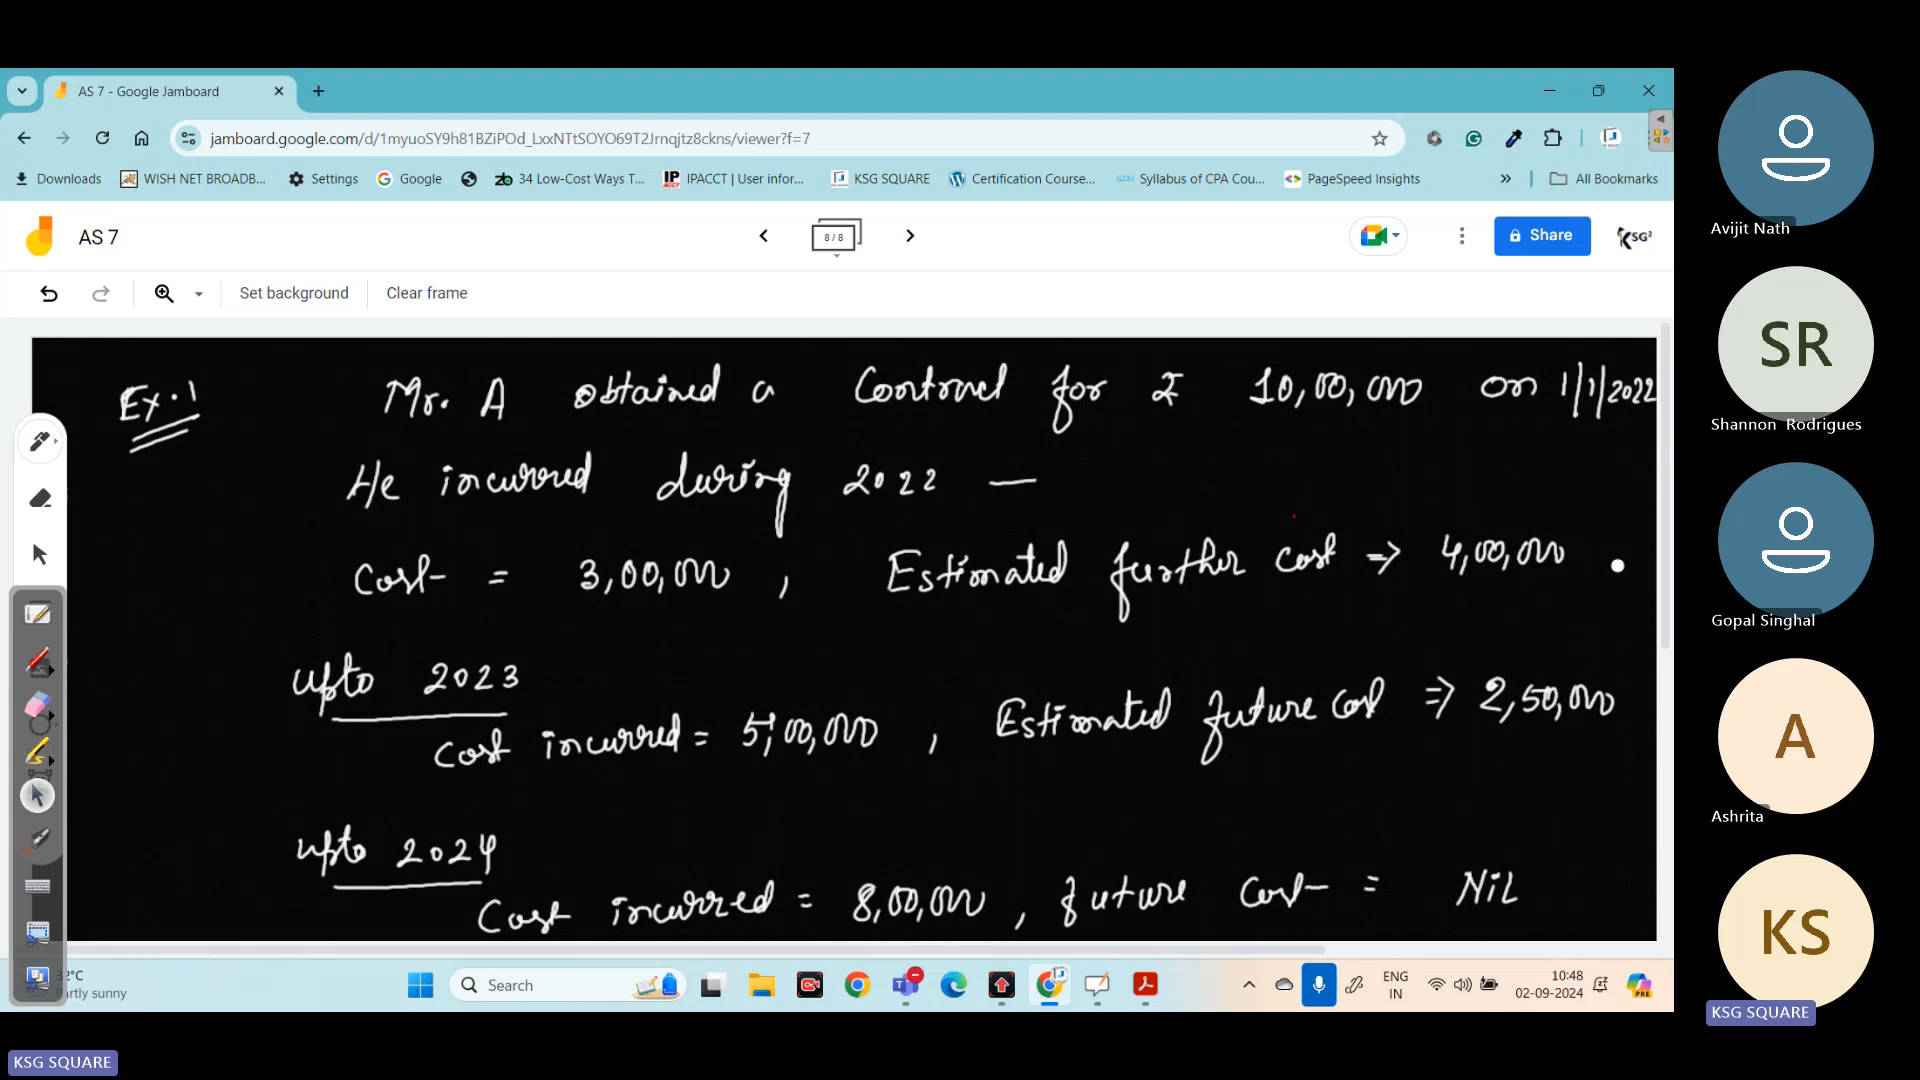 AS 7 - Google Jamboard
jamboard.google.com/d/1myuoSY9h81BZiPOd_LxxNTtSOYO69T2Jrnqjtz8ckns/viewer?f=7
Downloads WISH NET BROADB... Settings Google 34 Low-Cost Ways T... IPACCT | User infor... KSG SQUARE Certification Course... Syllabus of CPA Cou... PageSpeed Insights » All Bookmarks
AS 7 8 / 8 Share KSG²
Set background Clear frame
Ex.1 Mr. A obtained a Contract for ₹ 10,00,000 on 1/1/2022
He incurred during 2022 —
Cost = 3,00,000 , Estimated further cost => 4,00,000 .
upto 2023
Cost incurred = 5,00,000 , Estimated future cost => 2,50,000
upto 2024
Cost incurred = 8,00,000 , future cost = NIL
32°C
Partly sunny
Search
ENG
IN
10:48
02-09-2024
PRE
KSG SQUARE
Avijit Nath
SR
Shannon Rodrigues
Gopal Singhal
A
Ashrita
KS
KSG SQUARE